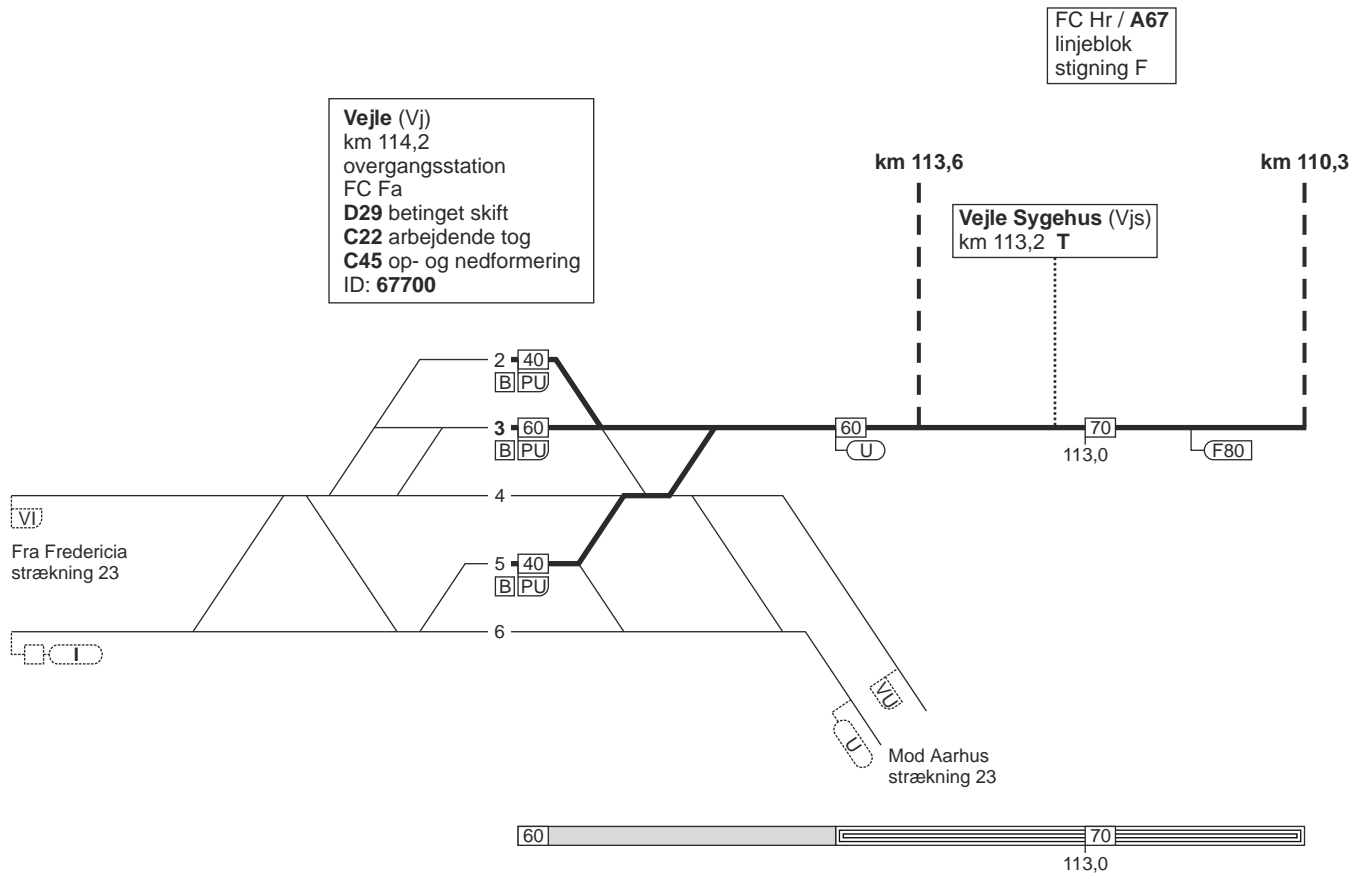 FC Hr / A67
linjeblok
stigning F
Vejle (Vj)
km 114,2
overgangsstation
FC Fa
D29 betinget skift
C22 arbejdende tog
C45 op- og nedformering
ID: 67700
km 113,6
km 110,3
Vejle Sygehus (Vjs)
km 113,2 T
2 40
B PU
3 60
B PU
60
U
70
113,0
F80
4
VI
Fra Fredericia
strækning 23
5 40
B PU
6
I
VU
U
Mod Aarhus
strækning 23
60
70
113,0